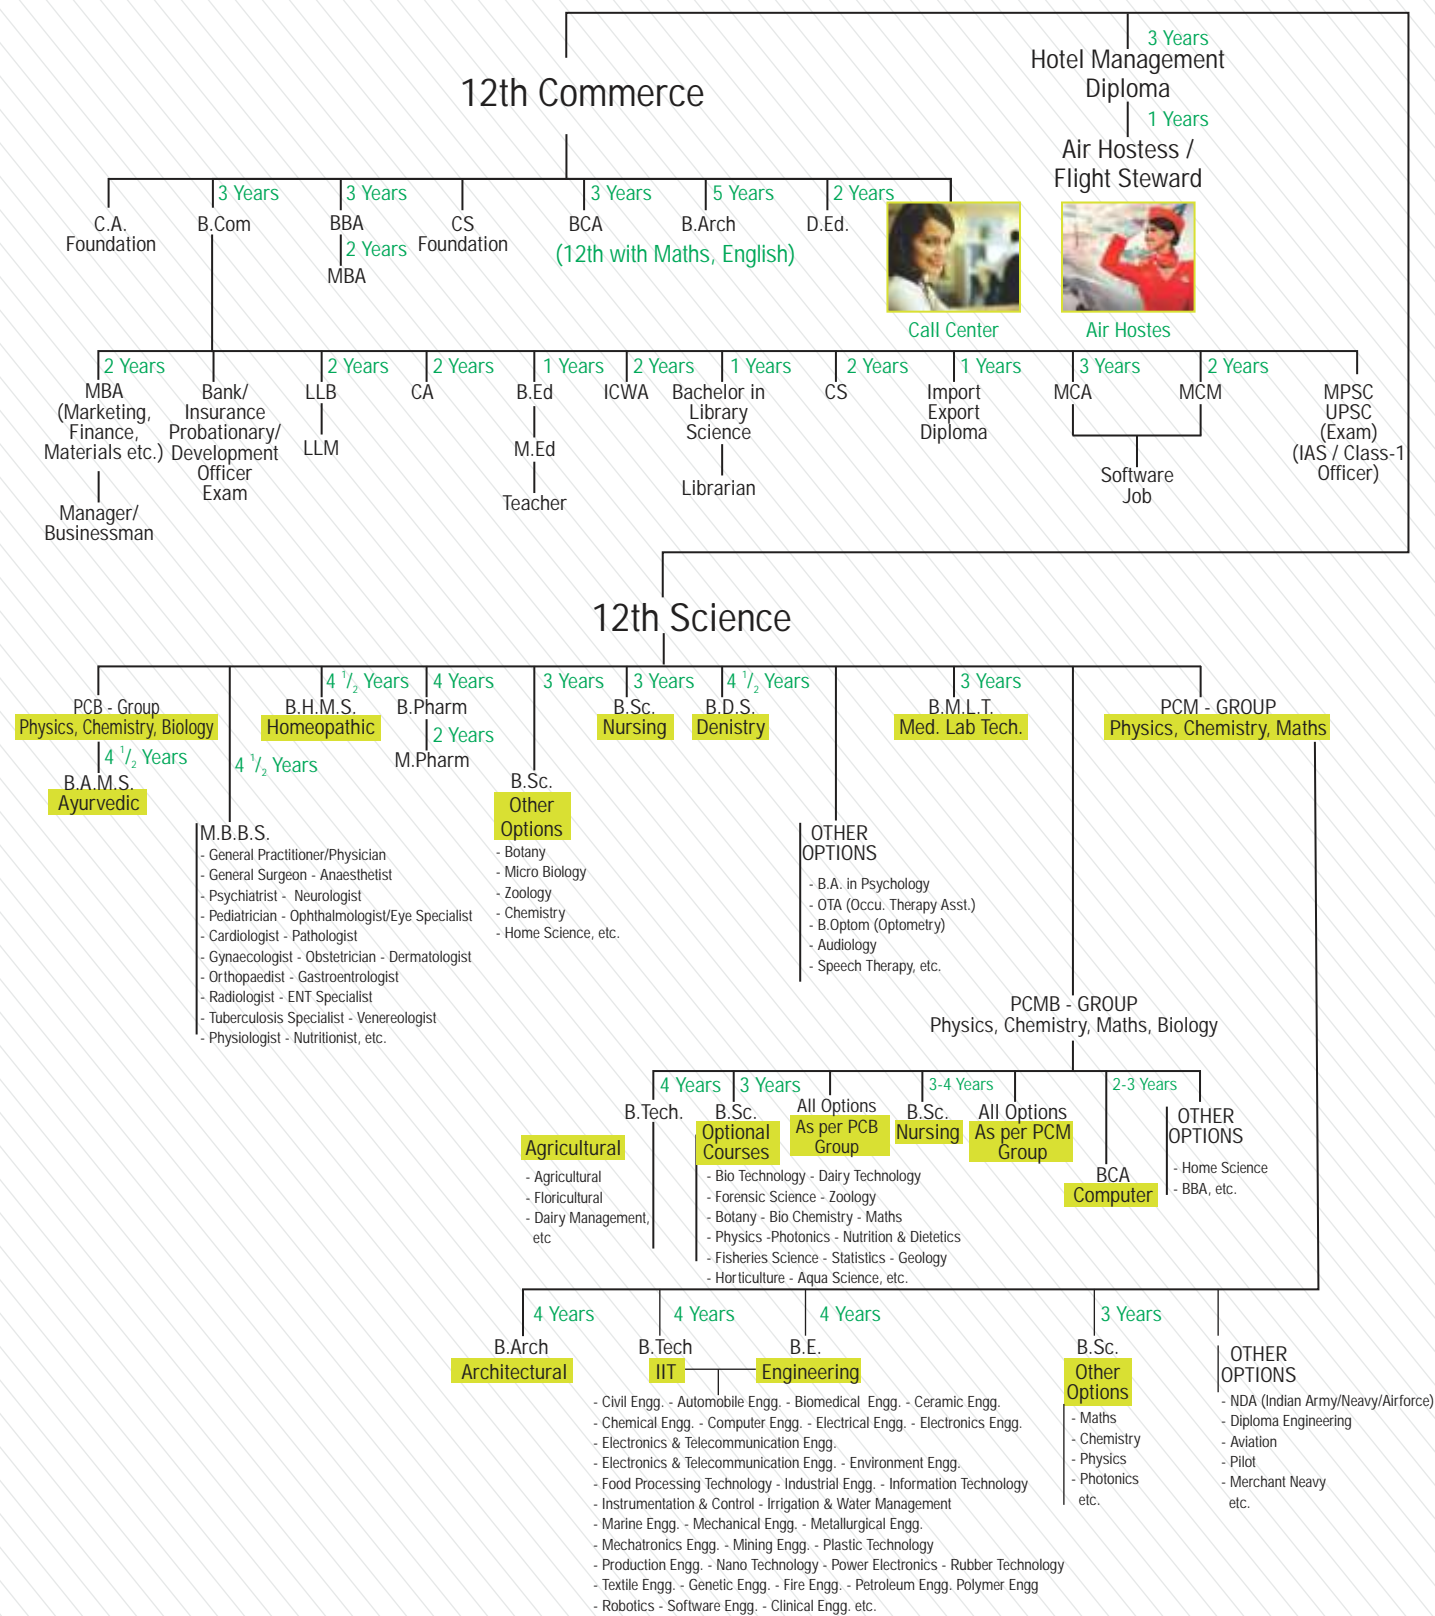 3 Years
Hotel Management
Diploma
1 Years
Air Hostess /
Flight Steward
Air Hostes
12th Commerce
C.A.
Foundation
3 Years
B.Com
3 Years
BBA
2 Years
MBA
CS
Foundation
3 Years
BCA
5 Years
B.Arch
(12th with Maths, English)
2 Years
D.Ed.
Call Center
2 Years
MBA
(Marketing,
Finance,
Materials etc.)
Manager/
Businessman
Bank/
Insurance
Probationary/
Development
Officer
Exam
2 Years
LLB
LLM
2 Years
CA
1 Years
B.Ed
M.Ed
Teacher
2 Years
ICWA
1 Years
Bachelor in
Library
Science
Librarian
2 Years
CS
1 Years
Import
Export
Diploma
3 Years
MCA
2 Years
MCM
Software
Job
MPSC
UPSC
(Exam)
(IAS / Class-1
Officer)
12th Science
PCB - Group
Physics, Chemistry, Biology
4 1/2 Years
B.A.M.S.
Ayurvedic
4 1/2 Years
M.B.B.S.
- General Practitioner/Physician
- General Surgeon - Anaesthetist
- Psychiatrist - Neurologist
- Pediatrician - Ophthalmologist/Eye Specialist
- Cardiologist - Pathologist
- Gynaecologist - Obstetrician - Dermatologist
- Orthopaedist - Gastroentrologist
- Radiologist - ENT Specialist
- Tuberculosis Specialist - Venereologist
- Physiologist - Nutritionist, etc.
4 1/2 Years
B.H.M.S.
Homeopathic
4 Years
B.Pharm
2 Years
M.Pharm
3 Years
B.Sc.
Other
Options
- Botany
- Micro Biology
- Zoology
- Chemistry
- Home Science, etc.
3 Years
B.Sc.
Nursing
4 1/2 Years
B.D.S.
Denistry
OTHER
OPTIONS
- B.A. in Psychology
- OTA (Occu. Therapy Asst.)
- B.Optom (Optometry)
- Audiology
- Speech Therapy, etc.
3 Years
B.M.L.T.
Med. Lab Tech.
PCM - GROUP
Physics, Chemistry, Maths
PCMB - GROUP
Physics, Chemistry, Maths, Biology
4 Years
B.Tech.
Agricultural
- Agricultural
- Floricultural
- Dairy Management,
etc
3 Years
B.Sc.
Optional
Courses
- Bio Technology - Dairy Technology
- Forensic Science - Zoology
- Botany - Bio Chemistry - Maths
- Physics -Photonics - Nutrition & Dietetics
- Fisheries Science - Statistics - Geology
- Horticulture - Aqua Science, etc.
All Options
As per PCB
Group
3-4 Years
B.Sc.
Nursing
All Options
As per PCM
Group
2-3 Years
BCA
Computer
OTHER
OPTIONS
- Home Science
- BBA, etc.
4 Years
B.Arch
Architectural
4 Years
B.Tech
IIT
4 Years
B.E.
Engineering
- Civil Engg. - Automobile Engg. - Biomedical Engg. - Ceramic Engg.
- Chemical Engg. - Computer Engg. - Electrical Engg. - Electronics Engg.
- Electronics & Telecommunication Engg.
- Electronics & Telecommunication Engg. - Environment Engg.
- Food Processing Technology - Industrial Engg. - Information Technology
- Instrumentation & Control - Irrigation & Water Management
- Marine Engg. - Mechanical Engg. - Metallurgical Engg.
- Mechatronics Engg. - Mining Engg. - Plastic Technology
- Production Engg. - Nano Technology - Power Electronics - Rubber Technology
- Textile Engg. - Genetic Engg. - Fire Engg. - Petroleum Engg. Polymer Engg
- Robotics - Software Engg. - Clinical Engg. etc.
3 Years
B.Sc.
Other
Options
- Maths
- Chemistry
- Physics
- Photonics
etc.
OTHER
OPTIONS
- NDA (Indian Army/Neavy/Airforce)
- Diploma Engineering
- Aviation
- Pilot
- Merchant Neavy
etc.